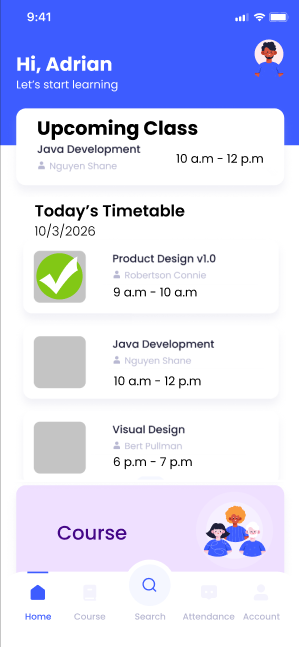 9:41
Hi, Adrian
Let's start learning
Upcoming Class
Java Development
Nguyen Shane
10 a.m - 12 p.m
Today's Timetable
10/3/2026
Product Design v1.0
Robertson Connie
9 a.m - 10 a.m
Java Development
Nguyen Shane
10 a.m - 12 p.m
Visual Design
Bert Pullman
6 p.m - 7 p.m
Course
Home
Course
Search
Attendance
Account